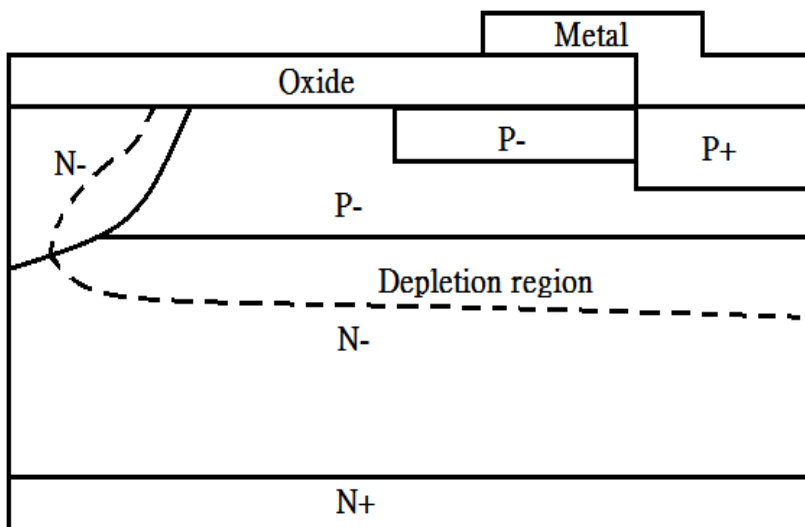 Metal
Oxide
P-
P+
N-
P-
Depletion region
N-
N+